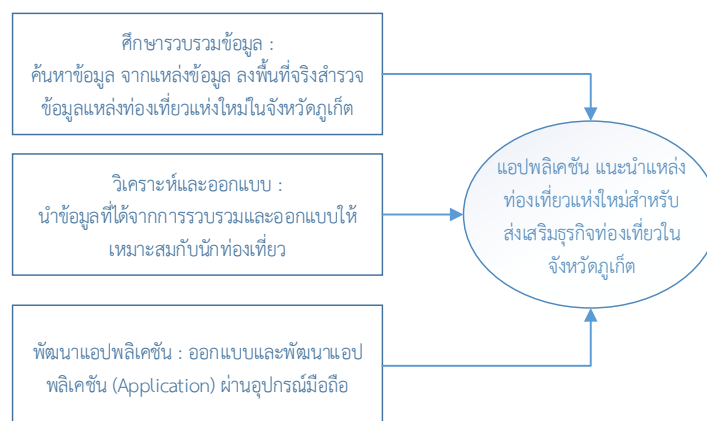 ศึกษารวบรวมข้อมูล :
ค้นหาข้อมูล จากแหล่งข้อมูล ลงพื้นที่จริงสำรวจ
ข้อมูลแหล่งท่องเที่ยวแห่งใหม่ในจังหวัดภูเก็ต
วิเคราะห์และออกแบบ :
นำข้อมูลที่ได้จากการรวบรวมและออกแบบให้
เหมาะสมกับนักท่องเที่ยว
พัฒนาแอปพลิเคชัน : ออกแบบและพัฒนาแอป
พลิเคชัน (Application) ผ่านอุปกรณ์มือถือ
แอปพลิเคชัน แนะนำแหล่ง
ท่องเที่ยวแห่งใหม่สำหรับ
ส่งเสริมธุรกิจท่องเที่ยวใน
จังหวัดภูเก็ต